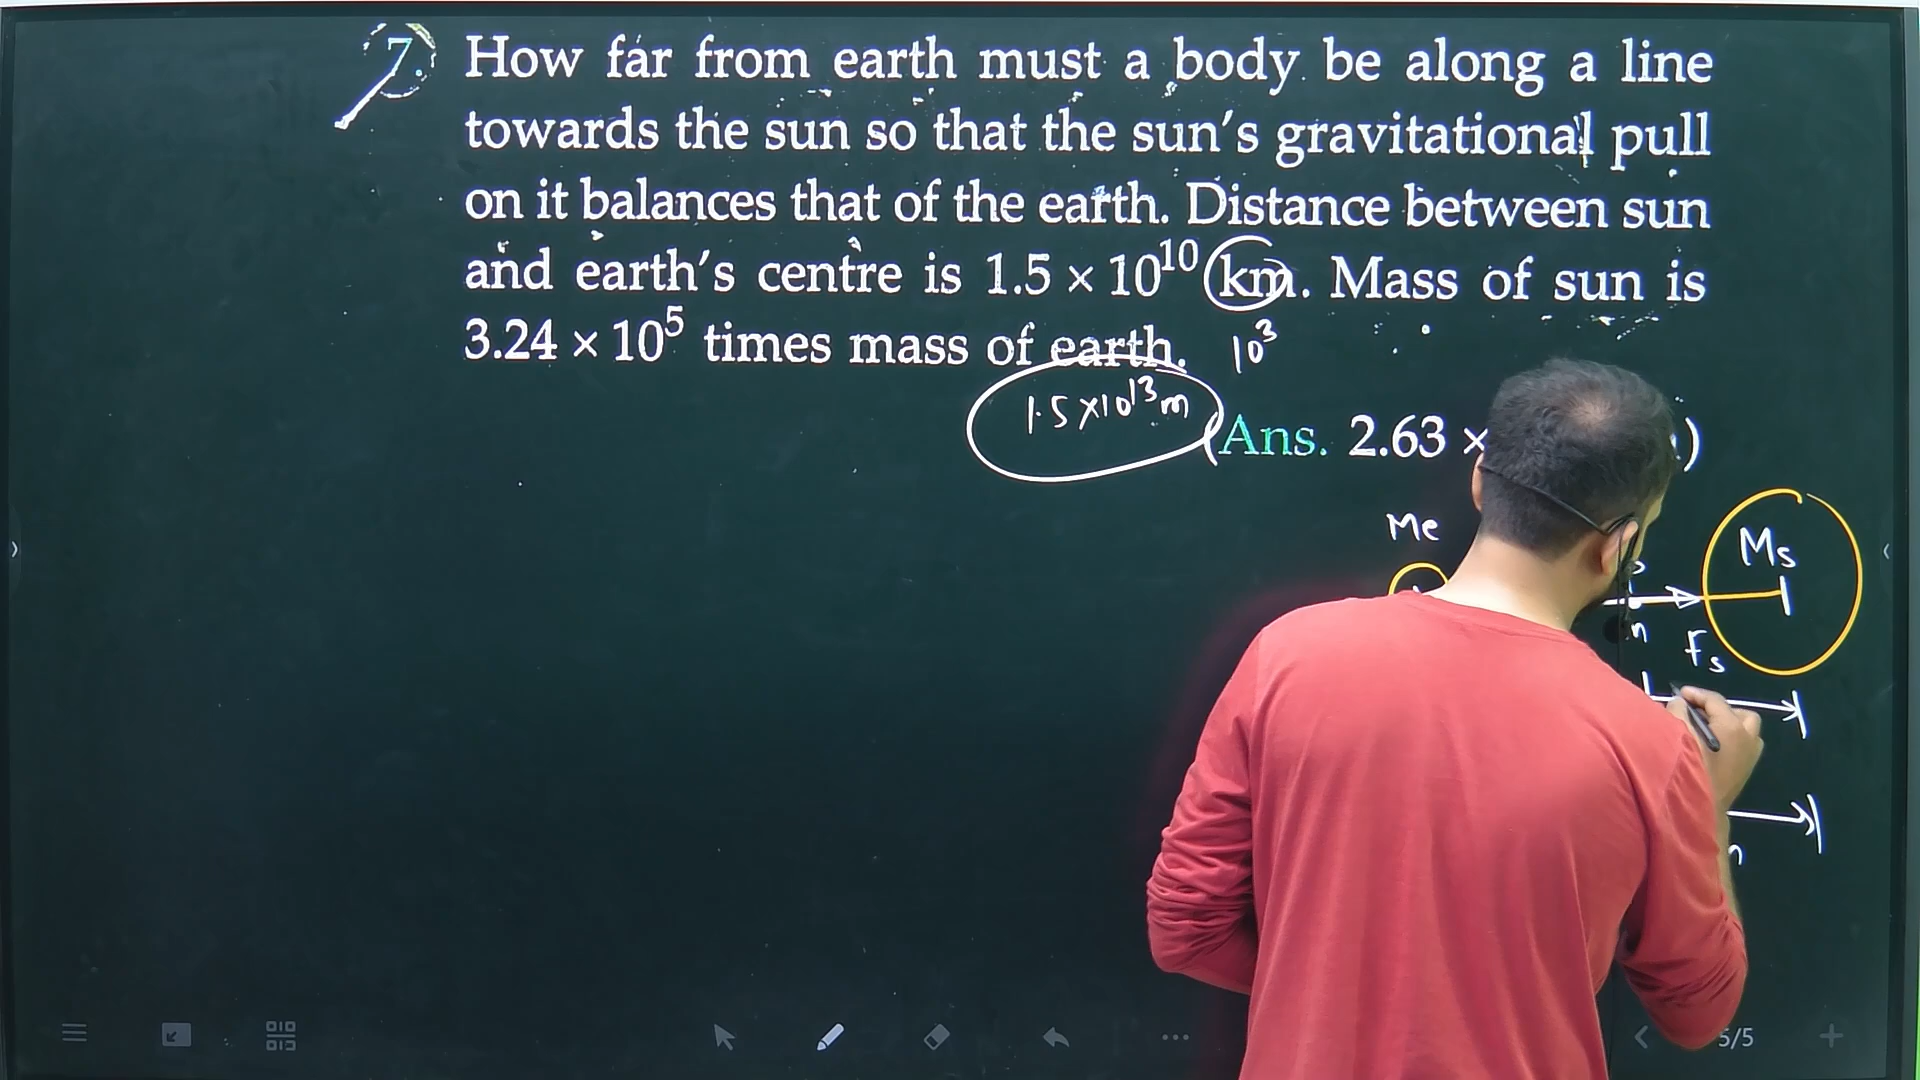 7. How far from earth must a body be along a line
towards the sun so that the sun's gravitational pull
on it balances that of the earth. Distance between sun
and earth's centre is 1.5 × 10¹⁰ km. Mass of sun is
3.24 × 10⁵ times mass of earth. 10³
1.5 × 10¹³ m
(Ans. 2.63 × )
Me
Ms
Fs
5/5